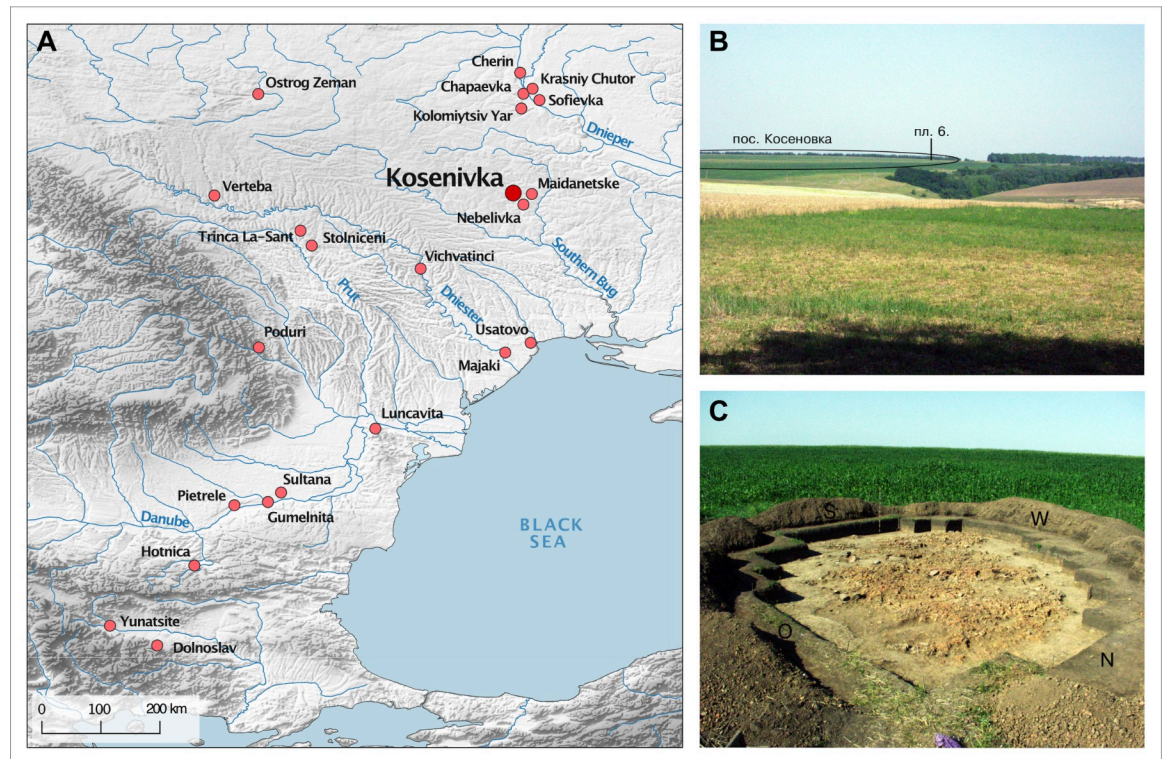 A
Ostrog Zeman
Cherin
Chapaevka
Krasniy Chutor
Sofievka
Kolomiytsiv Yar
Dnieper
Kosenivka
Verteba
Maidanetske
Nebelivka
Trinca La-Sant
Stolniceni
Vichvatinci
Southern Bug
Prut
Dniester
Poduri
Usatovo
Majaki
Luncavita
Sultana
Pietrele
Gumelnita
Danube
BLACK
SEA
Hotnica
Yunatsite
Dolnoslav
0 100 200 km
B
пос. Косеновка
пл. 6.
C
S
W
O
N